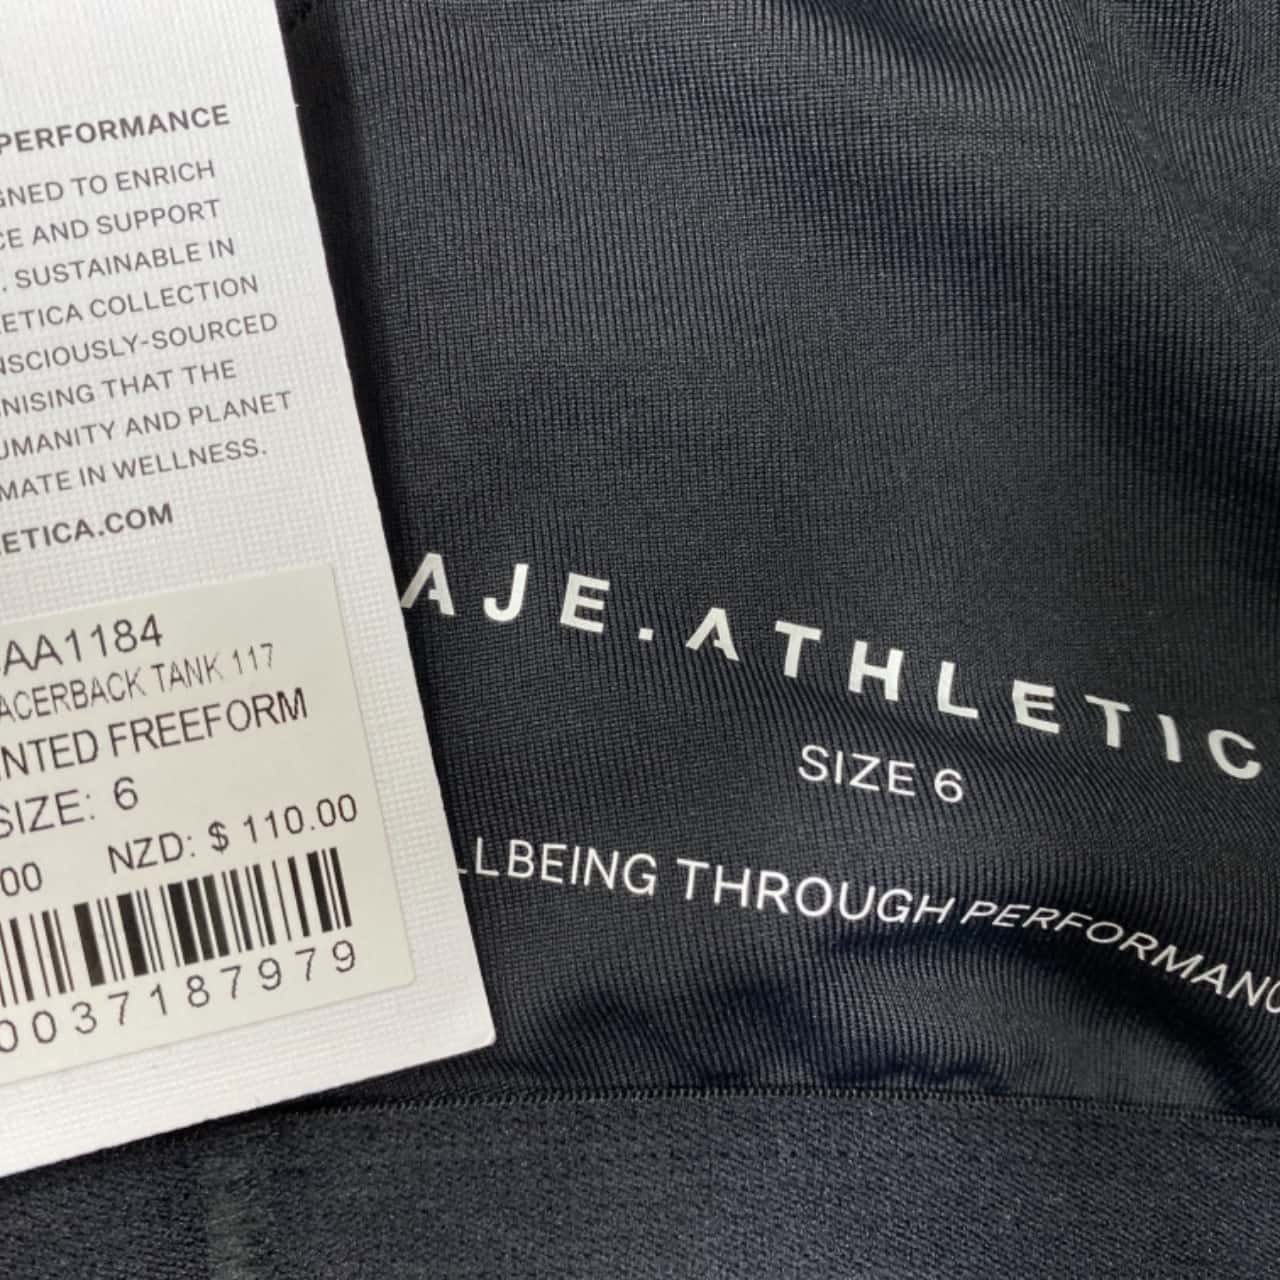 PERFORMANCE
GNED TO ENRICH
CE AND SUPPORT
. SUSTAINABLE IN
ETICA COLLECTION
NSCIOUSLY-SOURCED
NISING THAT THE
UMANITY AND PLANET
MATE IN WELLNESS.
ETICA.COM
AA1184
ACERBACK TANK 117
INTED FREEFORM
SIZE: 6
00 NZD: $ 110.00
0037187979
AJE.ATHLETIC
SIZE 6
LLBEING THROUGH PERFORMANC